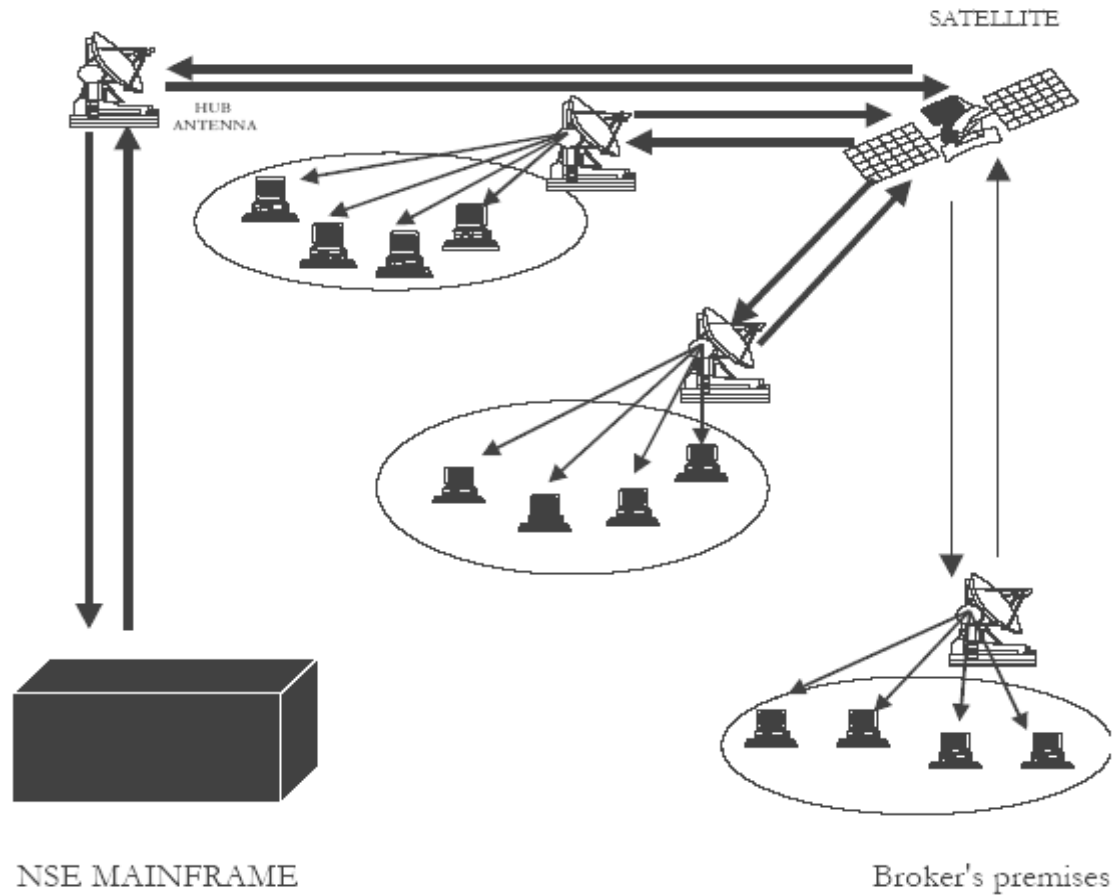 SATELLITE
HUB
ANTENNA
NSE MAINFRAME
Broker's premises